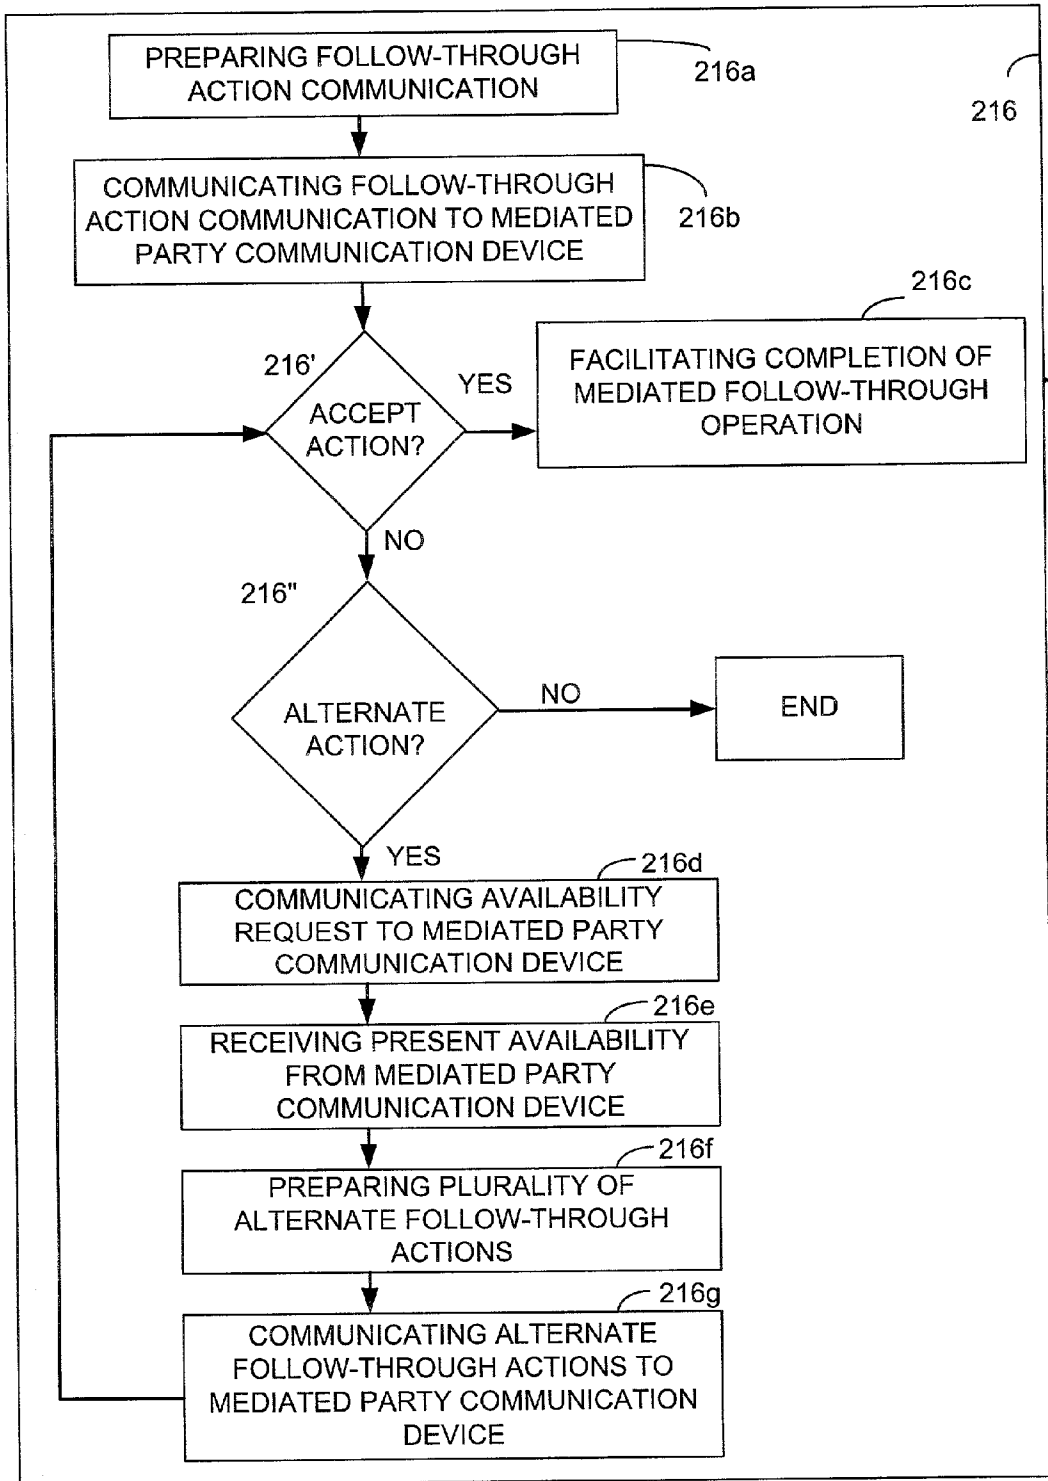 PREPARING FOLLOW-THROUGH
ACTION COMMUNICATION
216a
216
COMMUNICATING FOLLOW-THROUGH
ACTION COMMUNICATION TO MEDIATED
PARTY COMMUNICATION DEVICE
216b
216'
ACCEPT
ACTION?
YES
216c
FACILITATING COMPLETION OF
MEDIATED FOLLOW-THROUGH
OPERATION
NO
216"
ALTERNATE
ACTION?
NO
END
YES
216d
COMMUNICATING AVAILABILITY
REQUEST TO MEDIATED PARTY
COMMUNICATION DEVICE
216e
RECEIVING PRESENT AVAILABILITY
FROM MEDIATED PARTY
COMMUNICATION DEVICE
216f
PREPARING PLURALITY OF
ALTERNATE FOLLOW-THROUGH
ACTIONS
216g
COMMUNICATING ALTERNATE
FOLLOW-THROUGH ACTIONS TO
MEDIATED PARTY COMMUNICATION
DEVICE